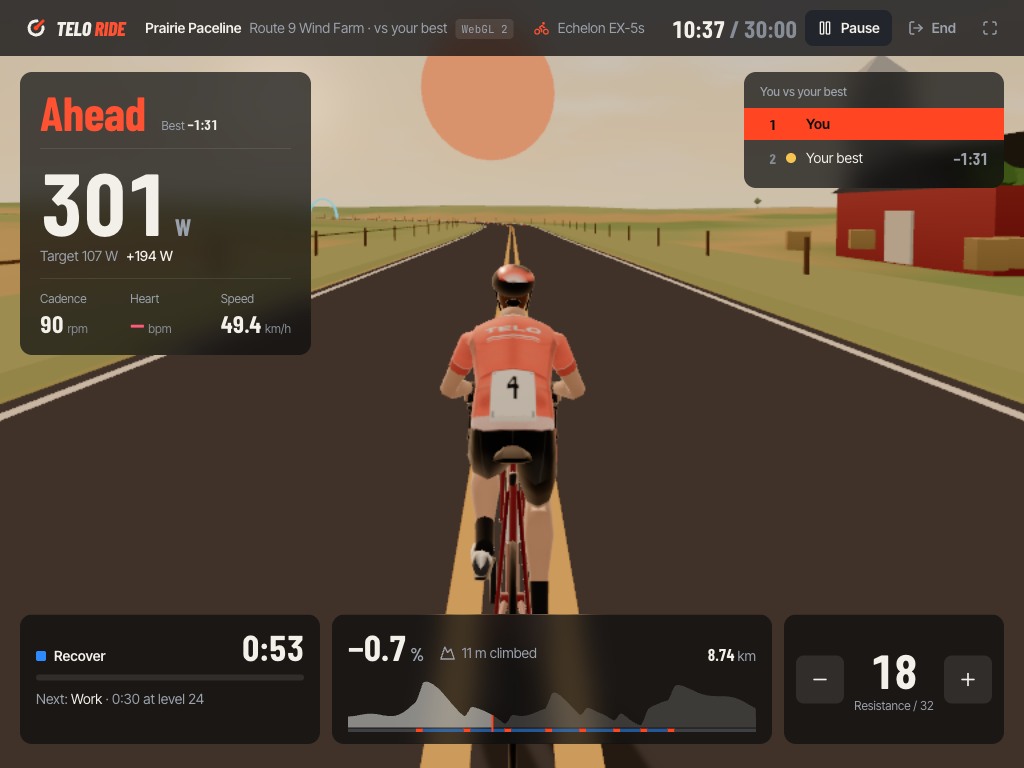 TELO RIDE Prairie Paceline Route 9 Wind Farm · vs your best WebGL 2 Echelon EX-5s 10:37 / 30:00 Pause End
Ahead Best −1:31
301 W
Target 107 W +194 W
Cadence Heart Speed
90 rpm – bpm 49.4 km/h
You vs your best
1 You
2 Your best −1:31
TELO
4
Recover 0:53
Next: Work · 0:30 at level 24
−0.7 % 11 m climbed 8.74 km
− 18 +
Resistance / 32